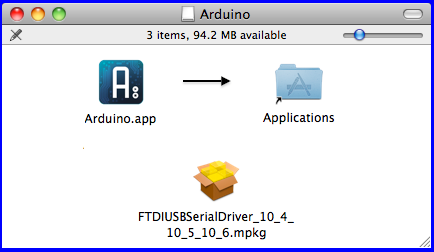 Arduino
3 items, 94.2 MB available
A:
Arduino.app
Applications
FTDIUSBSerialDriver_10_4_
10_5_10_6.mpkg